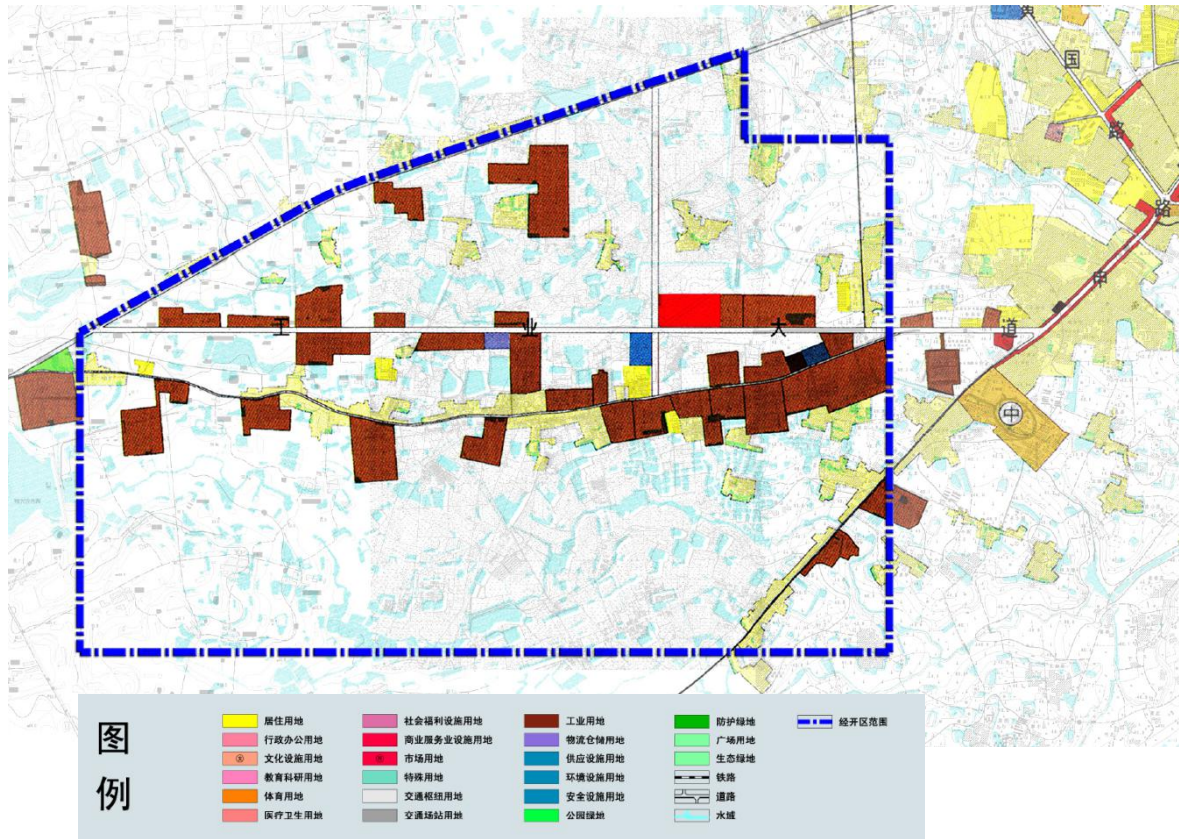 国
路
路
中
工 业 大 道
中
图例
居住用地
行政办公用地
文化设施用地
教育科研用地
体育用地
医疗卫生用地
社会福利设施用地
商业服务业设施用地
市场用地
特殊用地
交通枢纽用地
交通场站用地
工业用地
物流仓储用地
供应设施用地
环境设施用地
安全设施用地
公园绿地
防护绿地
广场用地
生态绿地
铁路
道路
水域
经开区范围